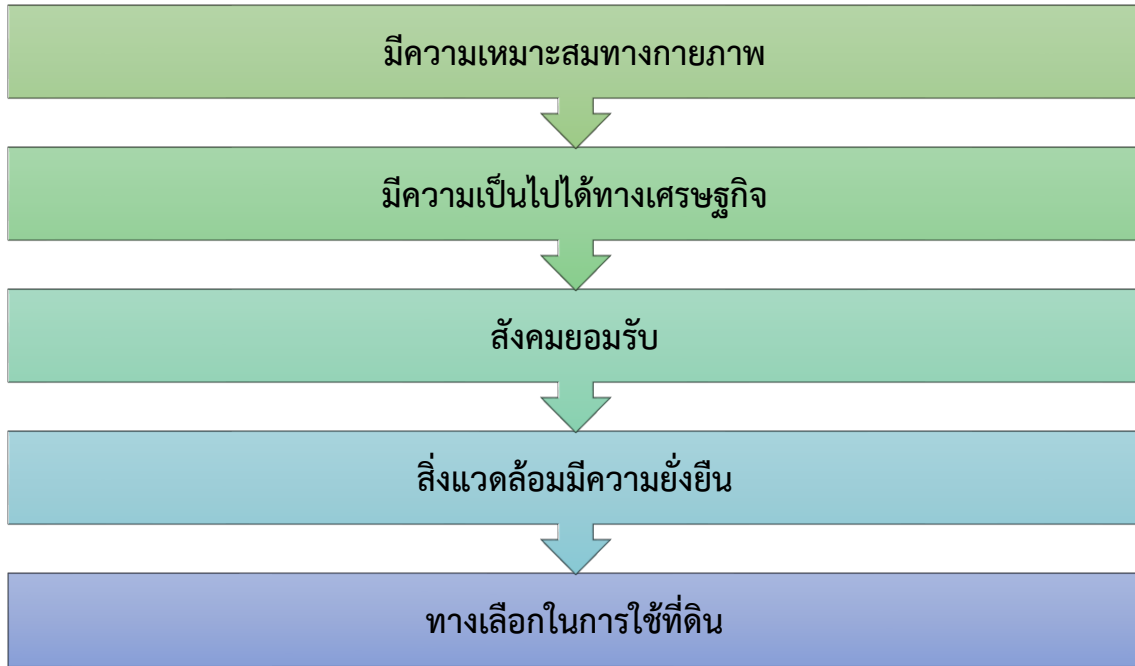 มีความเหมาะสมทางกายภาพ
มีความเป็นไปได้ทางเศรษฐกิจ
สังคมยอมรับ
สิ่งแวดล้อมมีความยั่งยืน
ทางเลือกในการใช้ที่ดิน